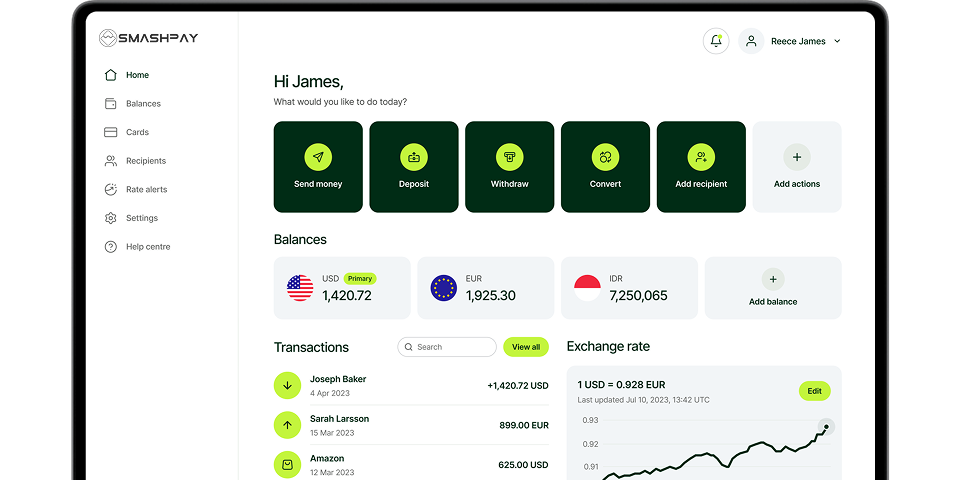 SMASHPAY
Reece James
Home
Balances
Cards
Recipients
Rate alerts
Settings
Help centre
Hi James,
What would you like to do today?
Send money
Deposit
Withdraw
Convert
Add recipient
Add actions
Balances
USD Primary
1,420.72
EUR
1,925.30
IDR
7,250,065
Add balance
Transactions
Search
View all
Joseph Baker
4 Apr 2023
+1,420.72 USD
Sarah Larsson
15 Mar 2023
899.00 EUR
Amazon
12 Mar 2023
625.00 USD
Exchange rate
1 USD = 0.928 EUR
Last updated Jul 10, 2023, 13:42 UTC
Edit
0.93
0.92
0.91